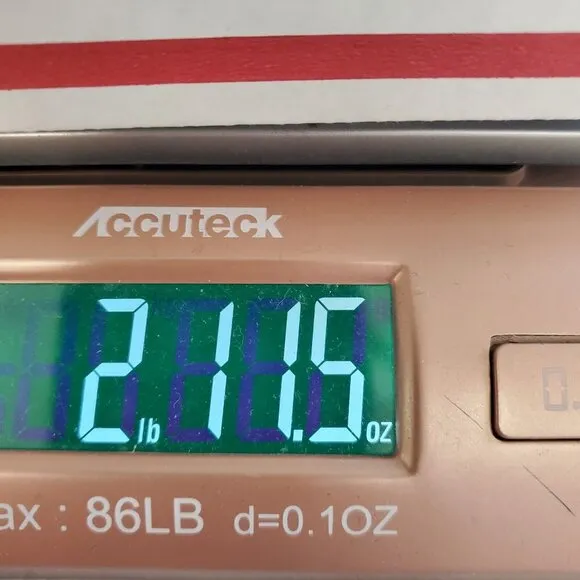 Accuteck
2 lb 11.5 oz
ax : 86LB d=0.1OZ